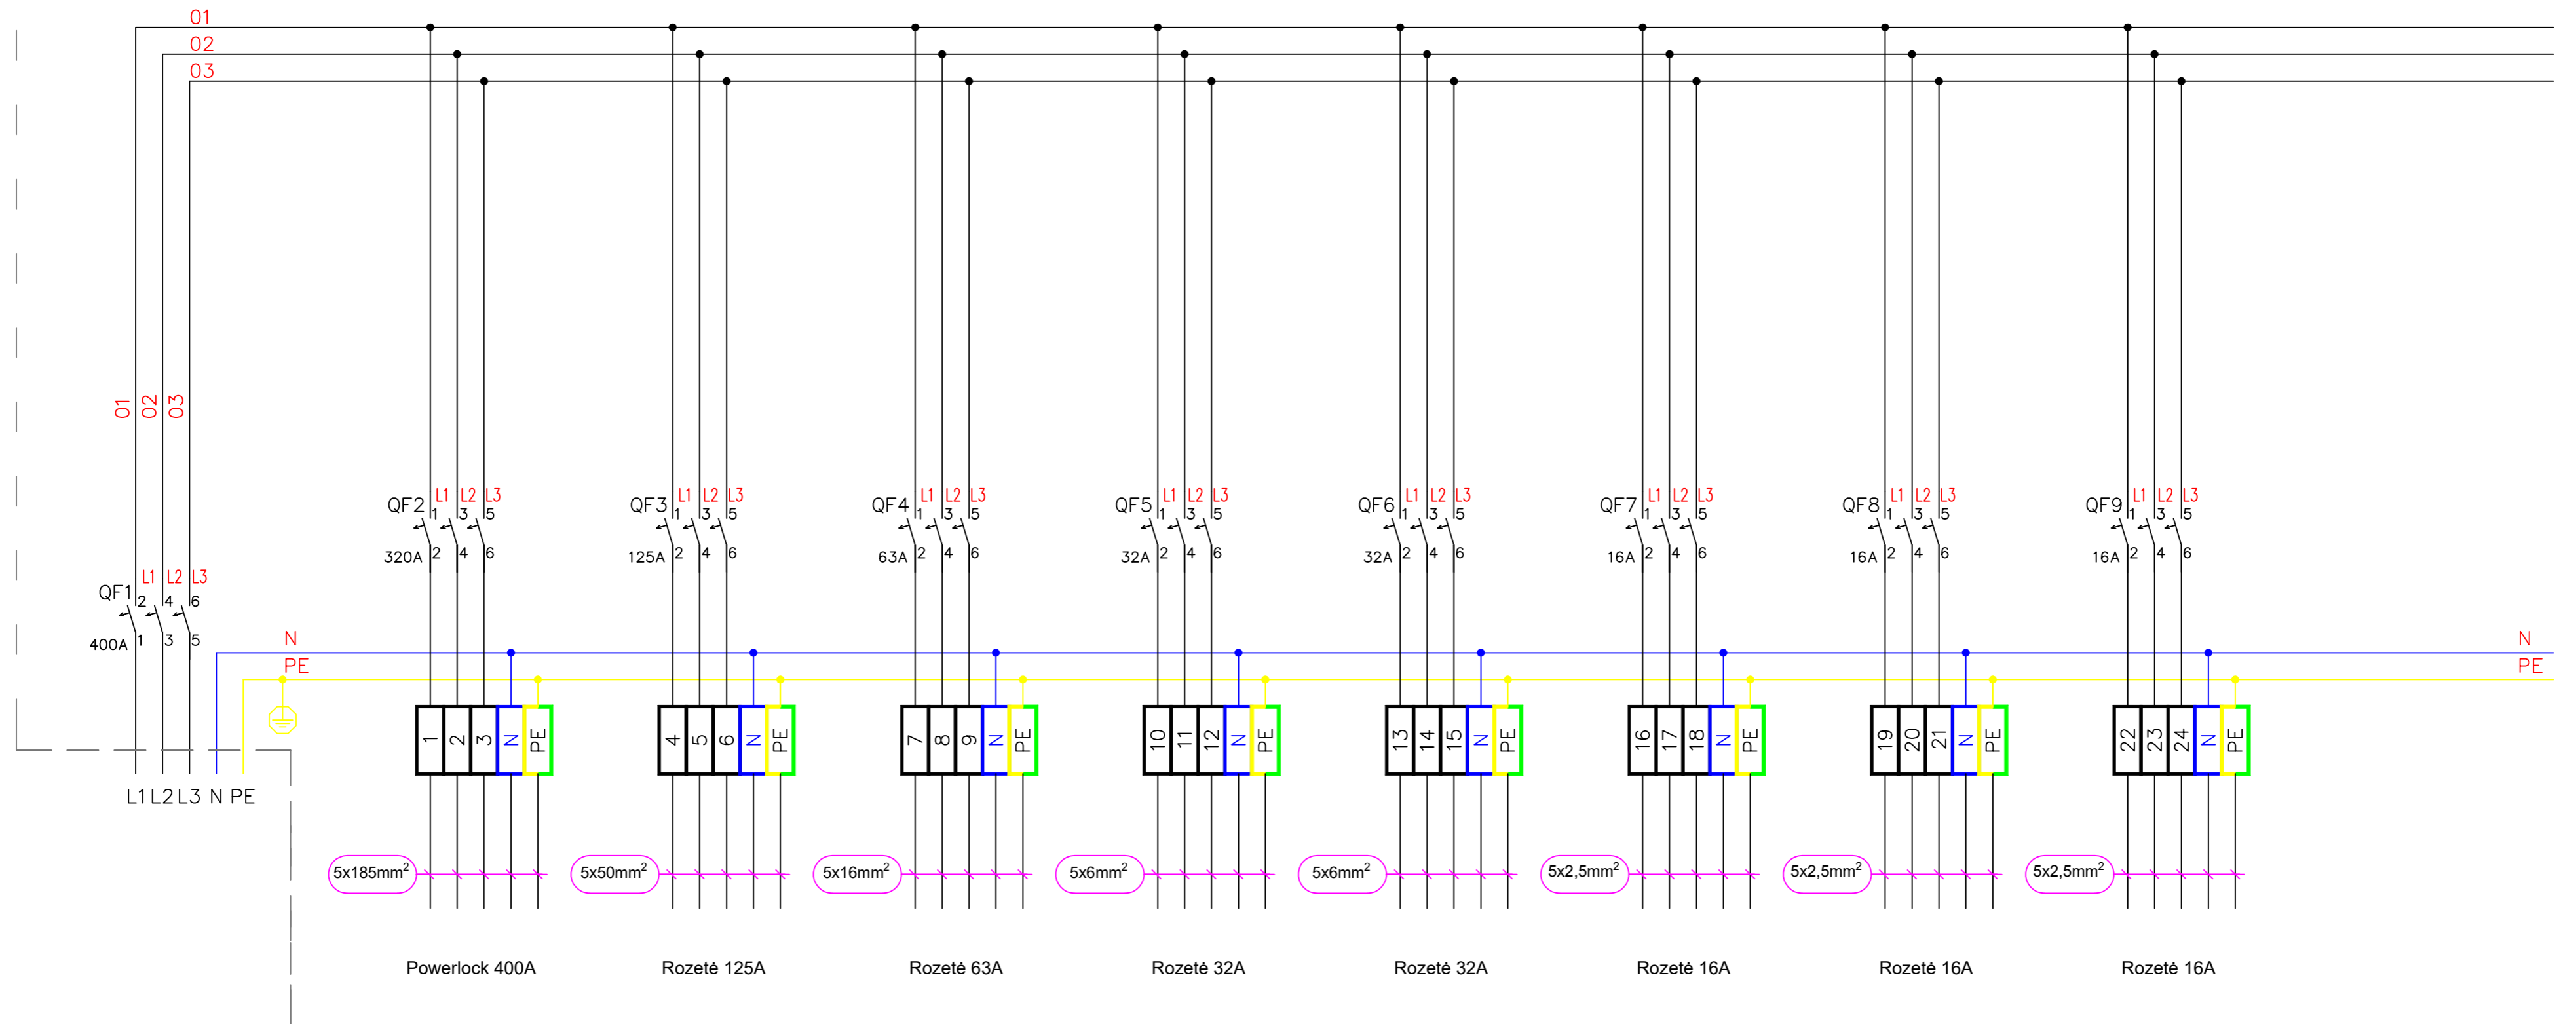 01
02
03
01 02 03
QF2 L1 L2 L3
1 3 5
320A 2 4 6
QF3 L1 L2 L3
1 3 5
125A 2 4 6
QF4 L1 L2 L3
1 3 5
63A 2 4 6
QF5 L1 L2 L3
1 3 5
32A 2 4 6
QF6 L1 L2 L3
1 3 5
32A 2 4 6
QF7 L1 L2 L3
1 3 5
16A 2 4 6
QF8 L1 L2 L3
1 3 5
16A 2 4 6
QF9 L1 L2 L3
1 3 5
16A 2 4 6
L1 L2 L3
QF1 2 4 6
400A 1 3 5
N N
PE PE
1 2 3 N PE
4 5 6 N PE
7 8 9 N PE
10 11 12 N PE
13 14 15 N PE
16 17 18 N PE
19 20 21 N PE
22 23 24 N PE
L1 L2 L3 N PE
5x185mm²
5x50mm²
5x16mm²
5x6mm²
5x6mm²
5x2,5mm²
5x2,5mm²
5x2,5mm²
Powerlock 400A
Rozetė 125A
Rozetė 63A
Rozetė 32A
Rozetė 32A
Rozetė 16A
Rozetė 16A
Rozetė 16A